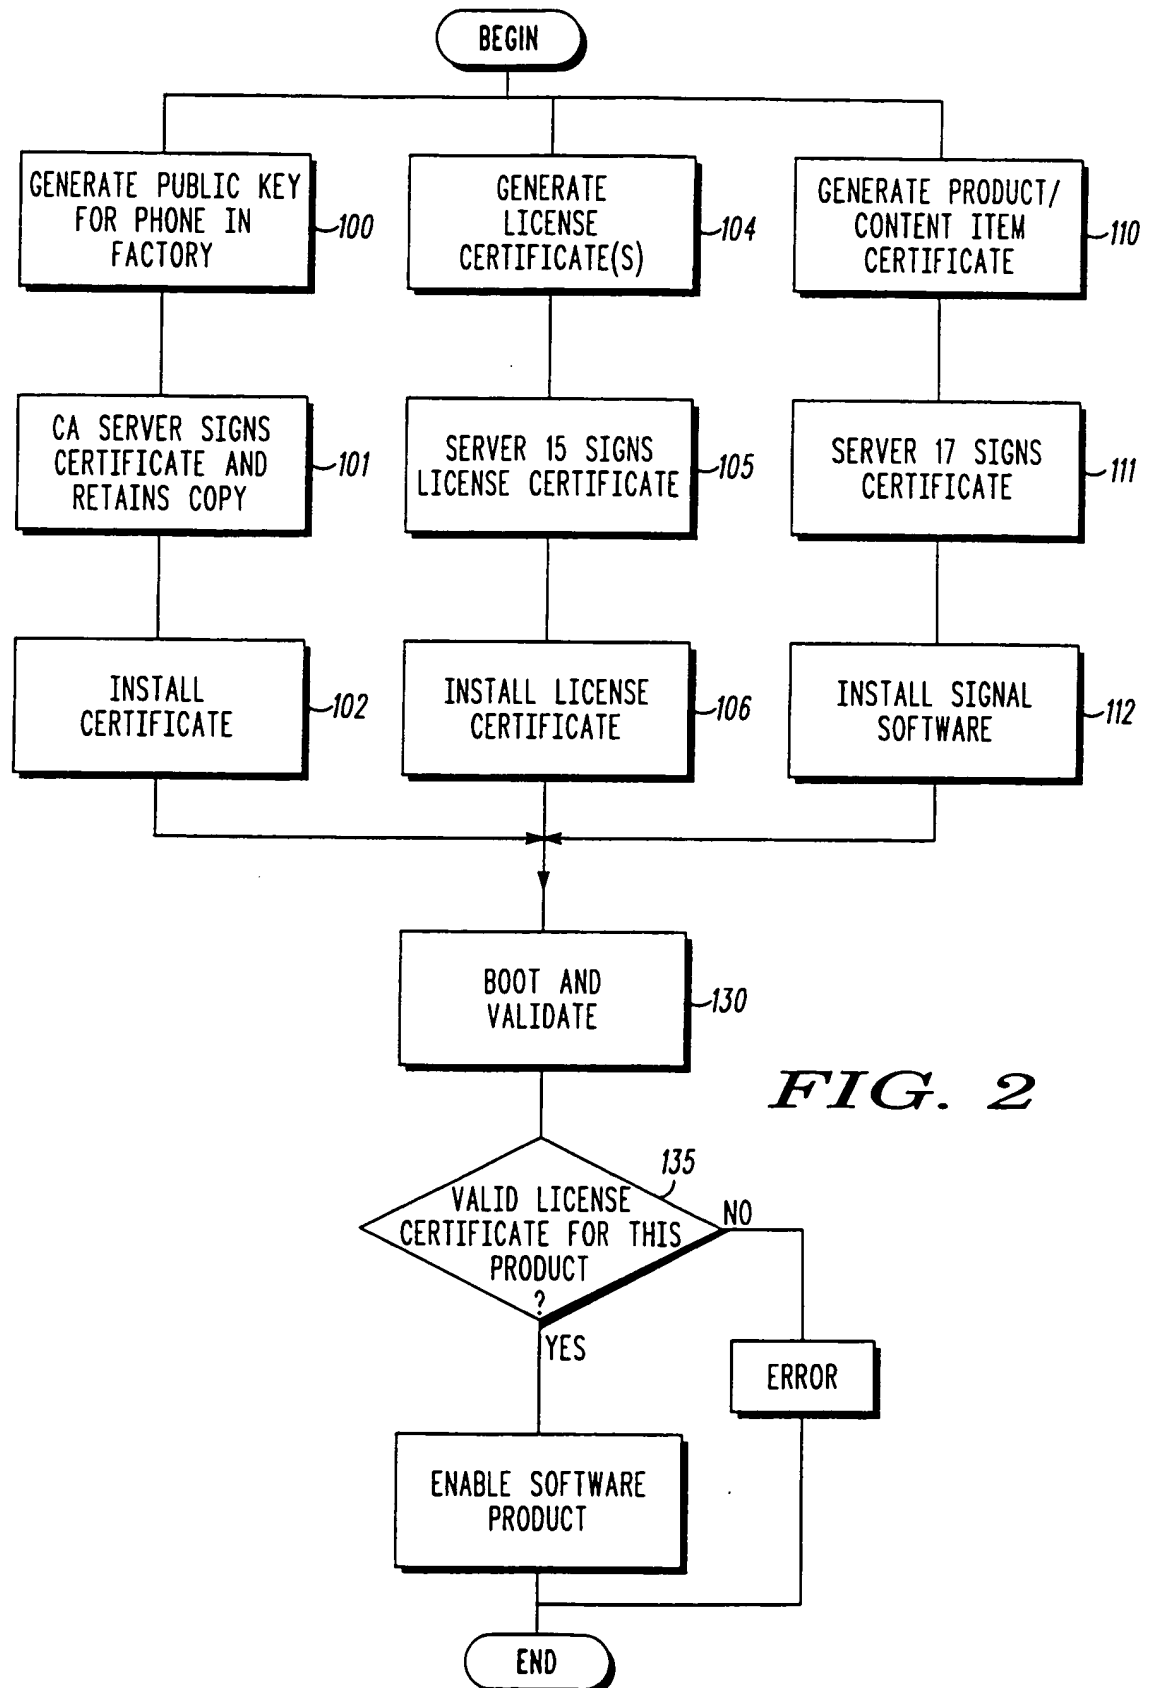 BEGIN
GENERATE PUBLIC KEY
FOR PHONE IN
FACTORY
100
GENERATE
LICENSE
CERTIFICATE(S)
104
GENERATE PRODUCT/
CONTENT ITEM
CERTIFICATE
110
CA SERVER SIGNS
CERTIFICATE AND
RETAINS COPY
101
SERVER 15 SIGNS
LICENSE CERTIFICATE
105
SERVER 17 SIGNS
CERTIFICATE
111
INSTALL
CERTIFICATE
102
INSTALL LICENSE
CERTIFICATE
106
INSTALL SIGNAL
SOFTWARE
112
BOOT AND
VALIDATE
130
FIG. 2
135
VALID LICENSE
CERTIFICATE FOR THIS
PRODUCT
?
NO
YES
ERROR
ENABLE SOFTWARE
PRODUCT
END